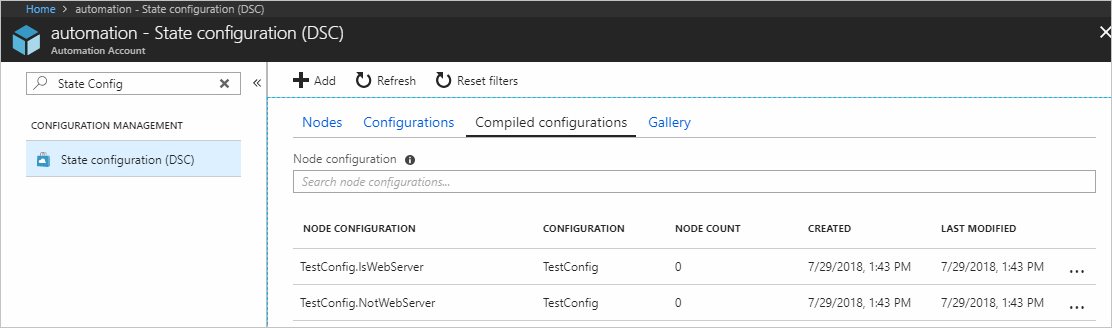 Home > automation - State configuration (DSC)
automation - State configuration (DSC)
Automation Account
State Config
CONFIGURATION MANAGEMENT
State configuration (DSC)
Add Refresh Reset filters
Nodes Configurations Compiled configurations Gallery
Node configuration
Search node configurations...
NODE CONFIGURATION CONFIGURATION NODE COUNT CREATED LAST MODIFIED
TestConfig.IsWebServer TestConfig 0 7/29/2018, 1:43 PM 7/29/2018, 1:43 PM ...
TestConfig.NotWebServer TestConfig 0 7/29/2018, 1:43 PM 7/29/2018, 1:43 PM ...